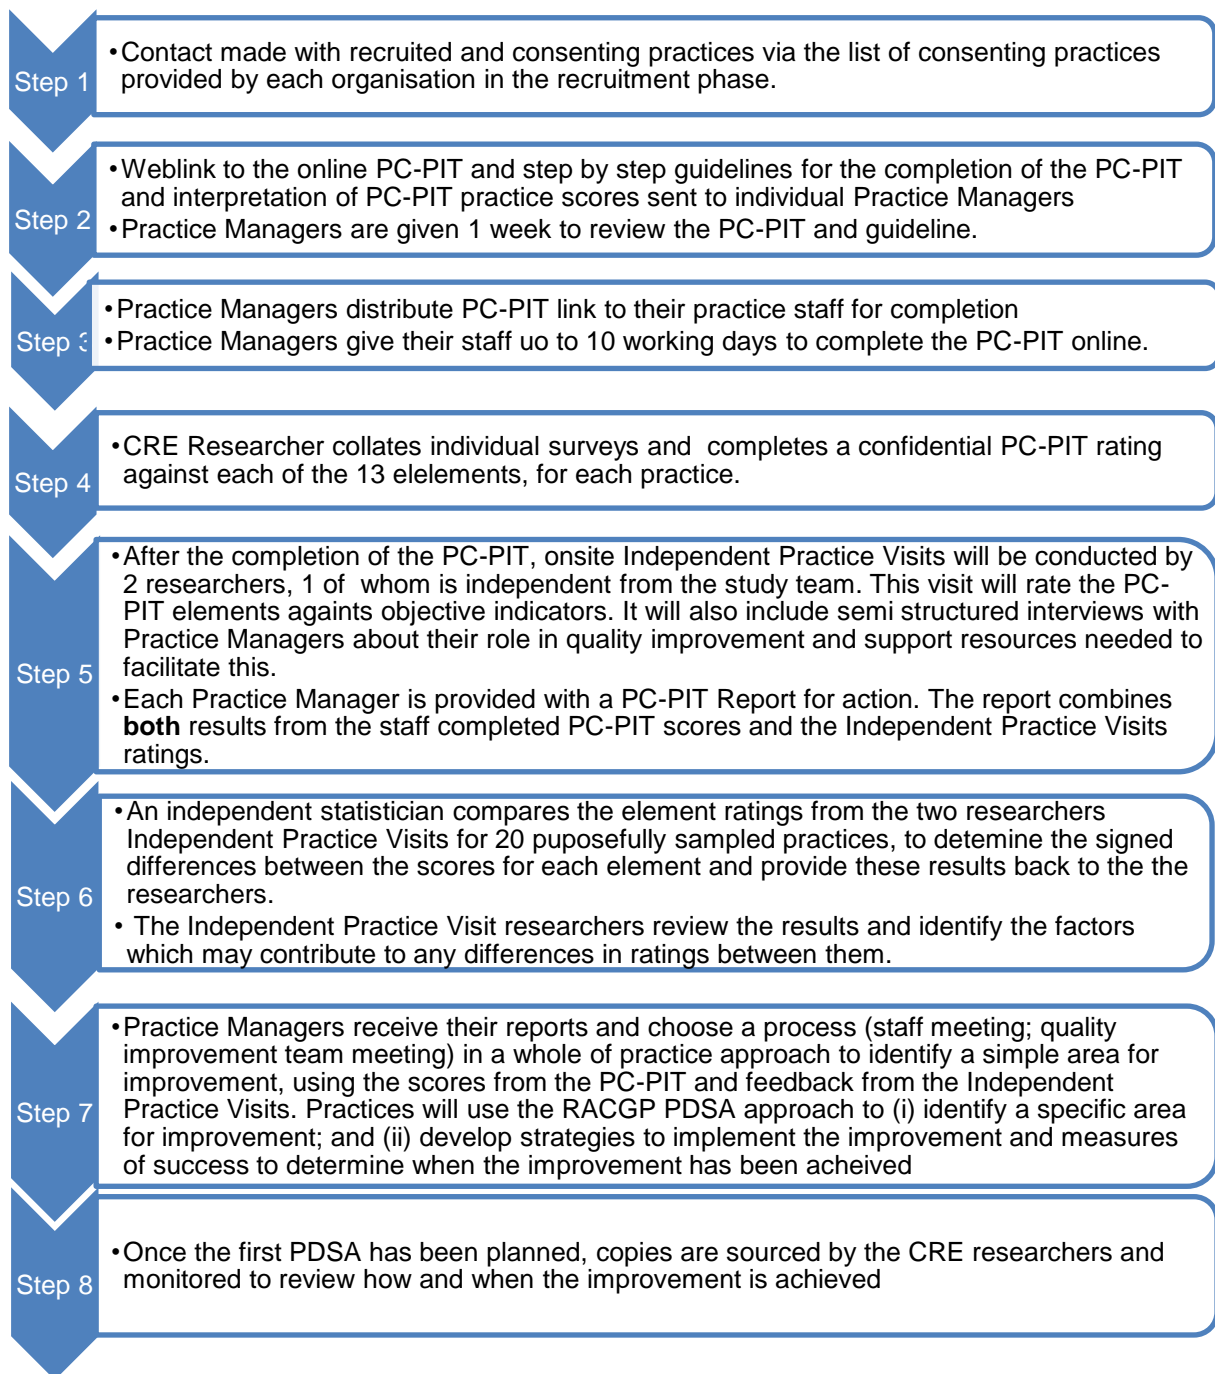 Step 1
•Contact made with recruited and consenting practices via the list of consenting practices
provided by each organisation in the recruitment phase.
Step 2
•Weblink to the online PC-PIT and step by step guidelines for the completion of the PC-PIT
and interpretation of PC-PIT practice scores sent to individual Practice Managers
•Practice Managers are given 1 week to review the PC-PIT and guideline.
Step 3
•Practice Managers distribute PC-PIT link to their practice staff for completion
•Practice Managers give their staff uo to 10 working days to complete the PC-PIT online.
Step 4
•CRE Researcher collates individual surveys and completes a confidential PC-PIT rating
against each of the 13 elelements, for each practice.
Step 5
•After the completion of the PC-PIT, onsite Independent Practice Visits will be conducted by
2 researchers, 1 of whom is independent from the study team. This visit will rate the PC-
PIT elements againts objective indicators. It will also include semi structured interviews with
Practice Managers about their role in quality improvement and support resources needed to
facilitate this.
•Each Practice Manager is provided with a PC-PIT Report for action. The report combines
both results from the staff completed PC-PIT scores and the Independent Practice Visits
ratings.
Step 6
•An independent statistician compares the element ratings from the two researchers
Independent Practice Visits for 20 puposefully sampled practices, to detemine the signed
differences between the scores for each element and provide these results back to the the
researchers.
• The Independent Practice Visit researchers review the results and identify the factors
which may contribute to any differences in ratings between them.
Step 7
•Practice Managers receive their reports and choose a process (staff meeting; quality
improvement team meeting) in a whole of practice approach to identify a simple area for
improvement, using the scores from the PC-PIT and feedback from the Independent
Practice Visits. Practices will use the RACGP PDSA approach to (i) identify a specific area
for improvement; and (ii) develop strategies to implement the improvement and measures
of success to determine when the improvement has been acheived
Step 8
•Once the first PDSA has been planned, copies are sourced by the CRE researchers and
monitored to review how and when the improvement is achieved